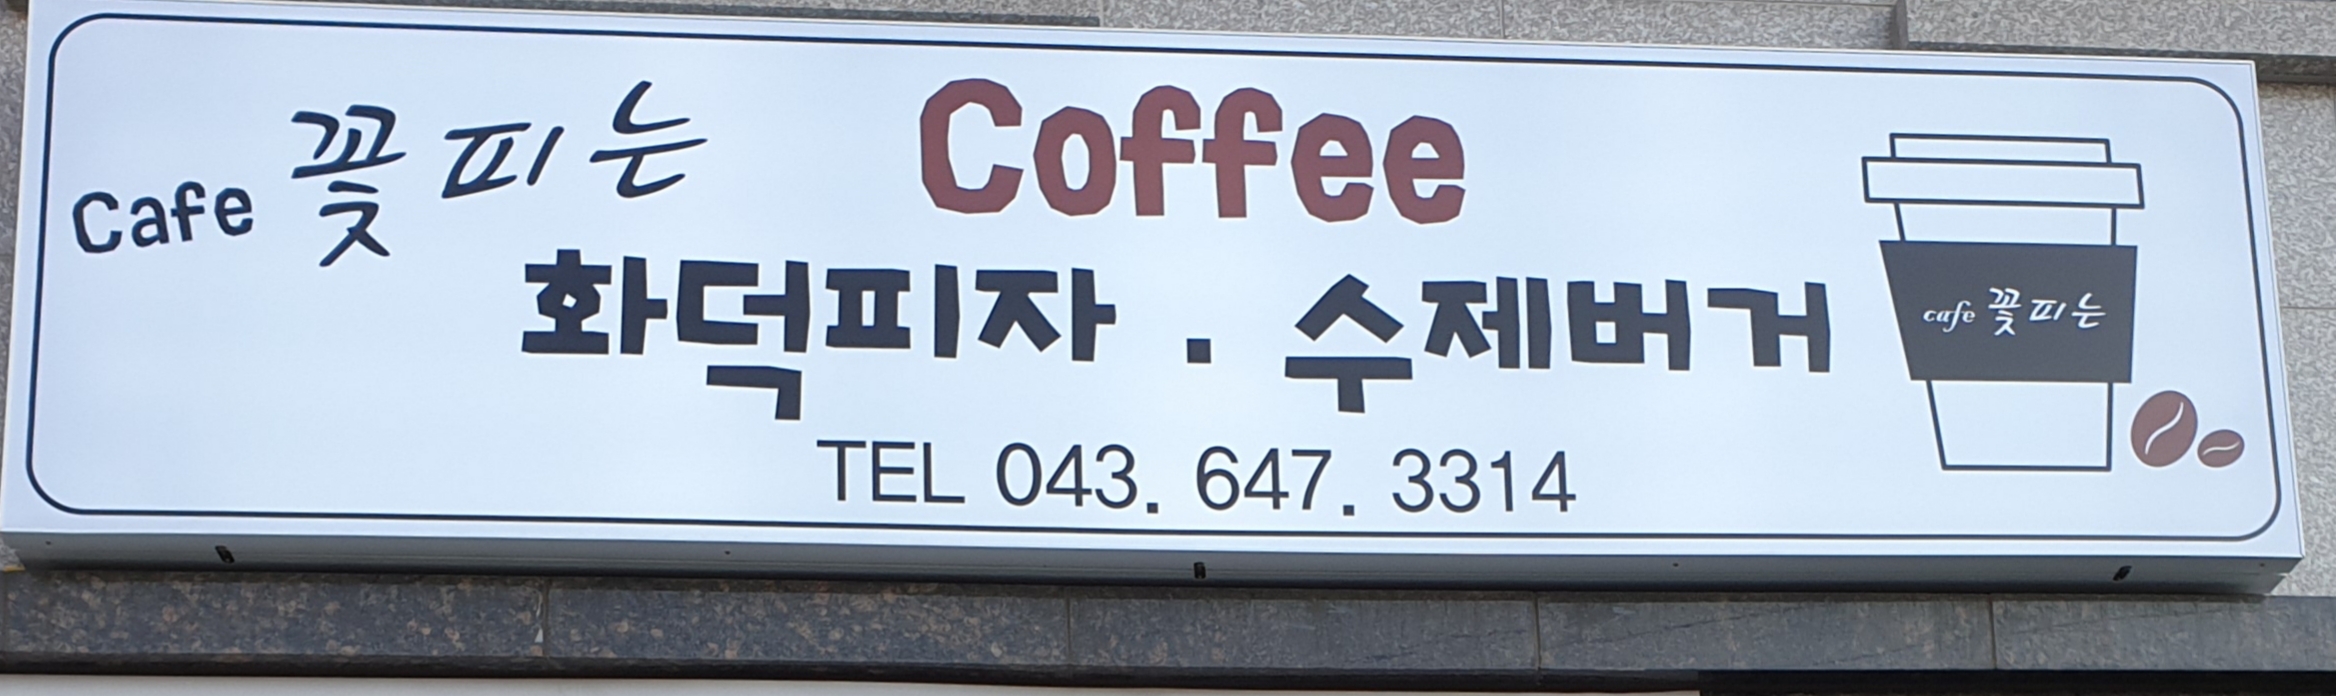 Cafe 꽃피는 Coffee
화덕피자 . 수제버거
TEL 043. 647. 3314
cafe 꽃피는